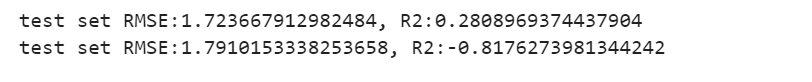 test set RMSE:1.723667912982484, R2:0.2808969374437904
test set RMSE:1.7910153338253658, R2:-0.8176273981344242